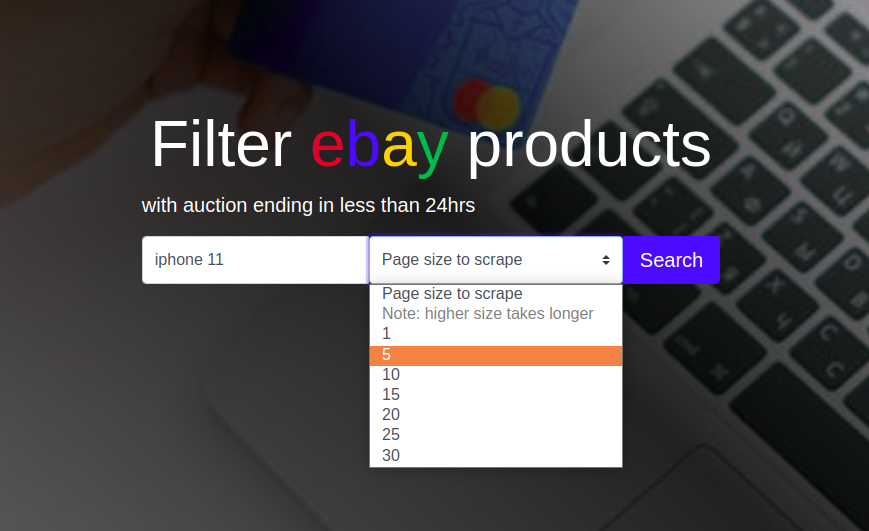 Filter ebay products
with auction ending in less than 24hrs
iphone 11
Page size to scrape
Search
Page size to scrape
Note: higher size takes longer
1
5
10
15
20
25
30